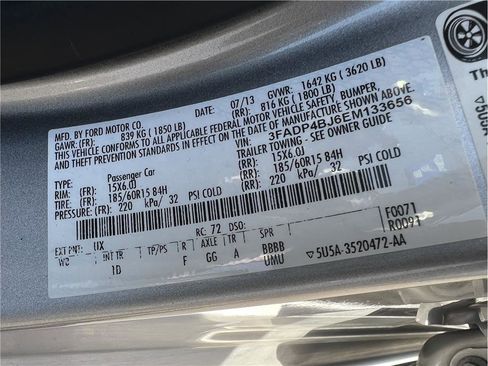 MFD. BY FORD MOTOR CO.
DATE: 07/13 GVWR: 1642 KG (3620 LB)
GAWR: (FR): 839 KG (1850 LB) (RR): 816 KG (1800 LB)
THIS VEHICLE CONFORMS TO ALL APPLICABLE FEDERAL MOTOR VEHICLE SAFETY, BUMPER,
AND THEFT PREVENTION STANDARDS IN EFFECT ON THE DATE OF MANUFACTURE SHOWN ABOVE.
VIN: 3FADP4BJ6EM133656
TYPE: Passenger Car TRAILER TOWING- SEE OWNER GUIDE
RIM: (FR): 15X6.0J (RR): 15X6.0J
TIRE: (FR): 185/60R15 84H (RR): 185/60R15 84H
PRESSURE: (FR): 220 kPa/ 32 PSI COLD (RR): 220 kPa/ 32 PSI COLD
EXT PNT: UX RC: 72 DSO: F0071
WB INT TR TP/PS R AXLE TR SPR R0091
ID F GG A BBBB
UMU ▽5U5A-3520472-AA